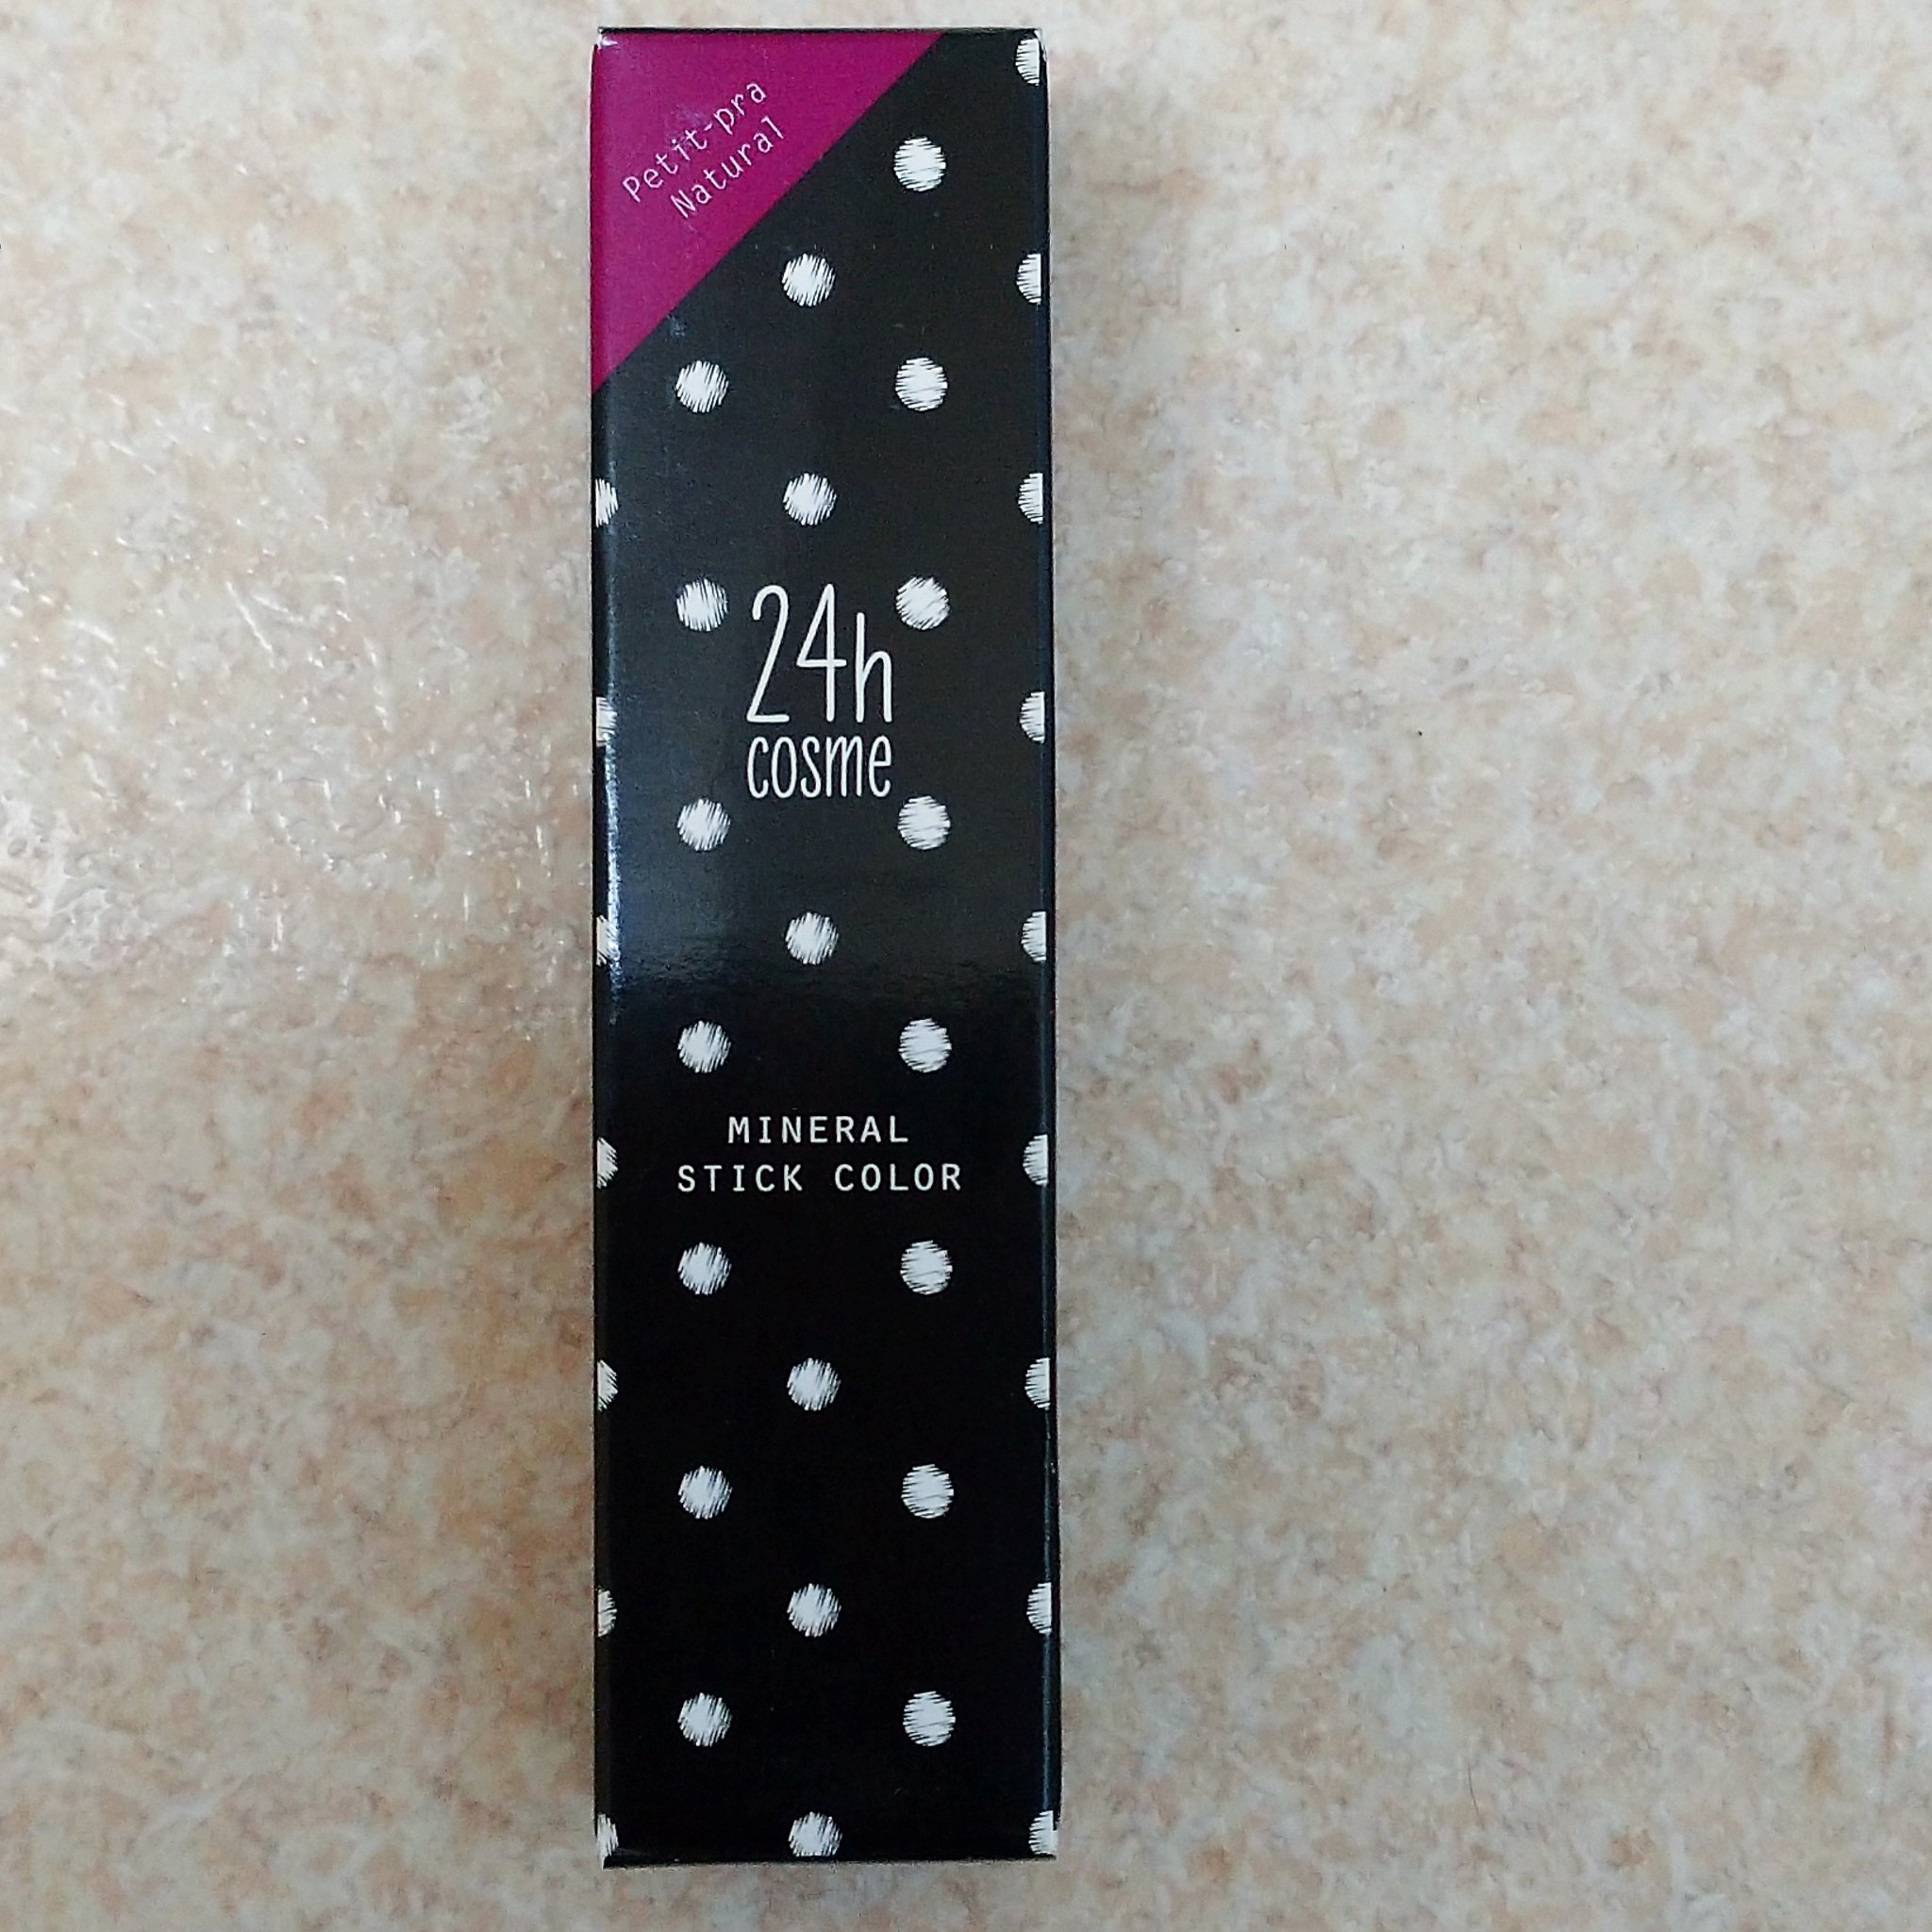 Petit-pra
Natural
24h
cosme
MINERAL
STICK COLOR